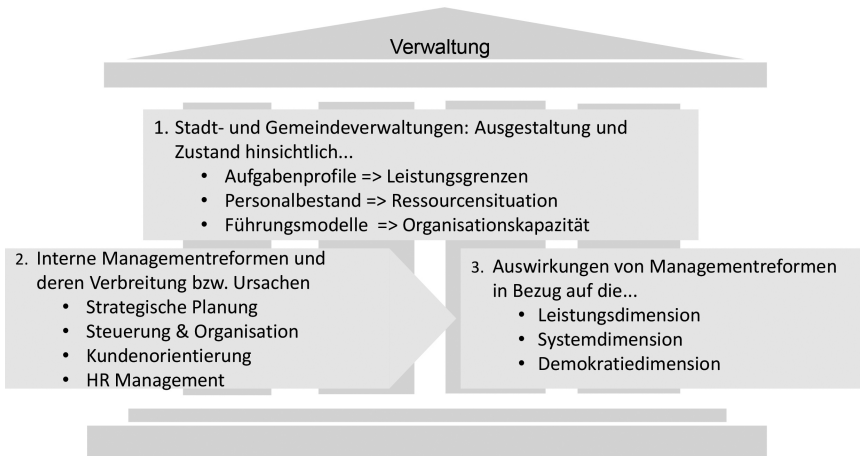 Verwaltung
1. Stadt- und Gemeindeverwaltungen: Ausgestaltung und
Zustand hinsichtlich...
• Aufgabenprofile => Leistungsgrenzen
• Personalbestand => Ressourcensituation
• Führungsmodelle => Organisationskapazität
2. Interne Managementreformen und
deren Verbreitung bzw. Ursachen
• Strategische Planung
• Steuerung & Organisation
• Kundenorientierung
• HR Management
3. Auswirkungen von Managementreformen
in Bezug auf die...
• Leistungsdimension
• Systemdimension
• Demokratiedimension